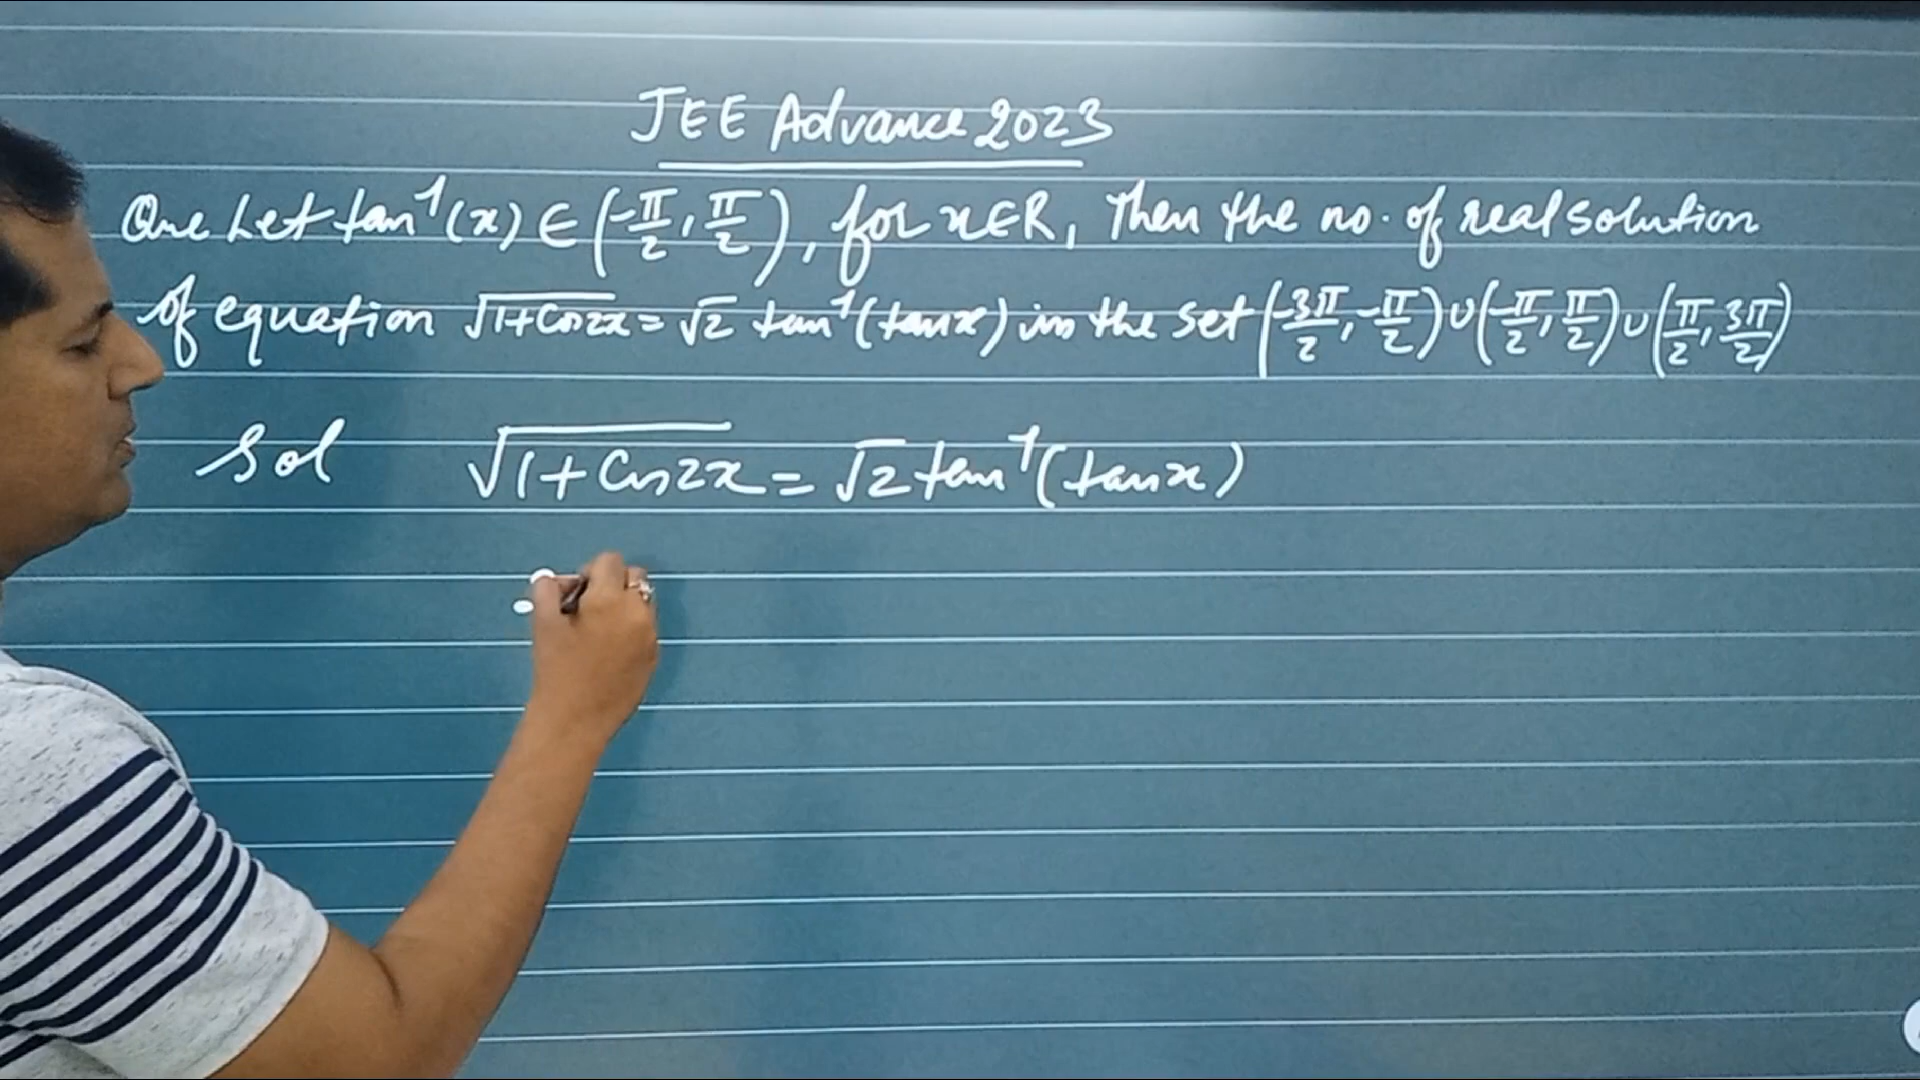 JEE Advance 2023
Que Let tan⁻¹(x) ∈ (-π/2, π/2), for x∈R, Then the no. of real solution
of equation √(1+Cos2x) = √2 tan⁻¹(tanx) in the set (-3π/2, -π/2)∪(-π/2, π/2)∪(π/2, 3π/2)
Sol √(1+Cos2x) = √2 tan⁻¹(tanx)